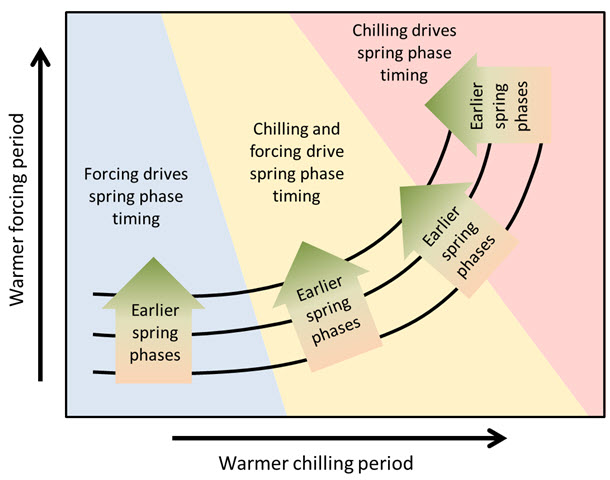 Chilling drives
spring phase
timing
Earlier
spring
phases
Chilling and
forcing drive
spring phase
timing
Forcing drives
spring phase
timing
Earlier
spring
phases
Earlier
spring
phases
Earlier
spring
phases
Warmer forcing period
Warmer chilling period